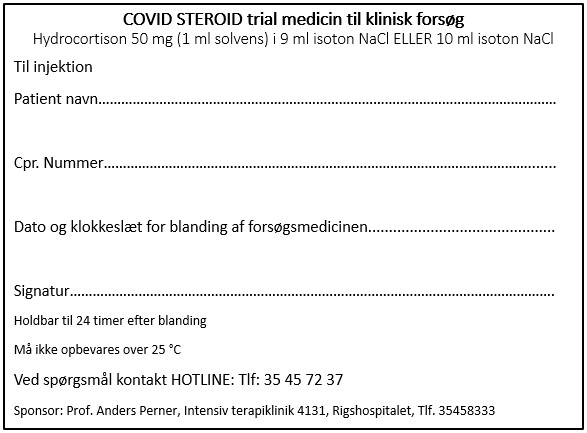 COVID STEROID trial medicin til klinisk forsøg
Hydrocortison 50 mg (1 ml solvens) i 9 ml isoton NaCl ELLER 10 ml isoton NaCl
Til injektion
Patient navn...............................................................................................
Cpr. Nummer...............................................................................................
Dato og klokkeslæt for blanding af forsøgsmedicinen.............................................
Signatur......................................................................................................
Holdbar til 24 timer efter blanding
Må ikke opbevares over 25 °C
Ved spørgsmål kontakt HOTLINE: Tlf: 35 45 72 37
Sponsor: Prof. Anders Perner, Intensiv terapiklinik 4131, Rigshospitalet, Tlf. 35458333